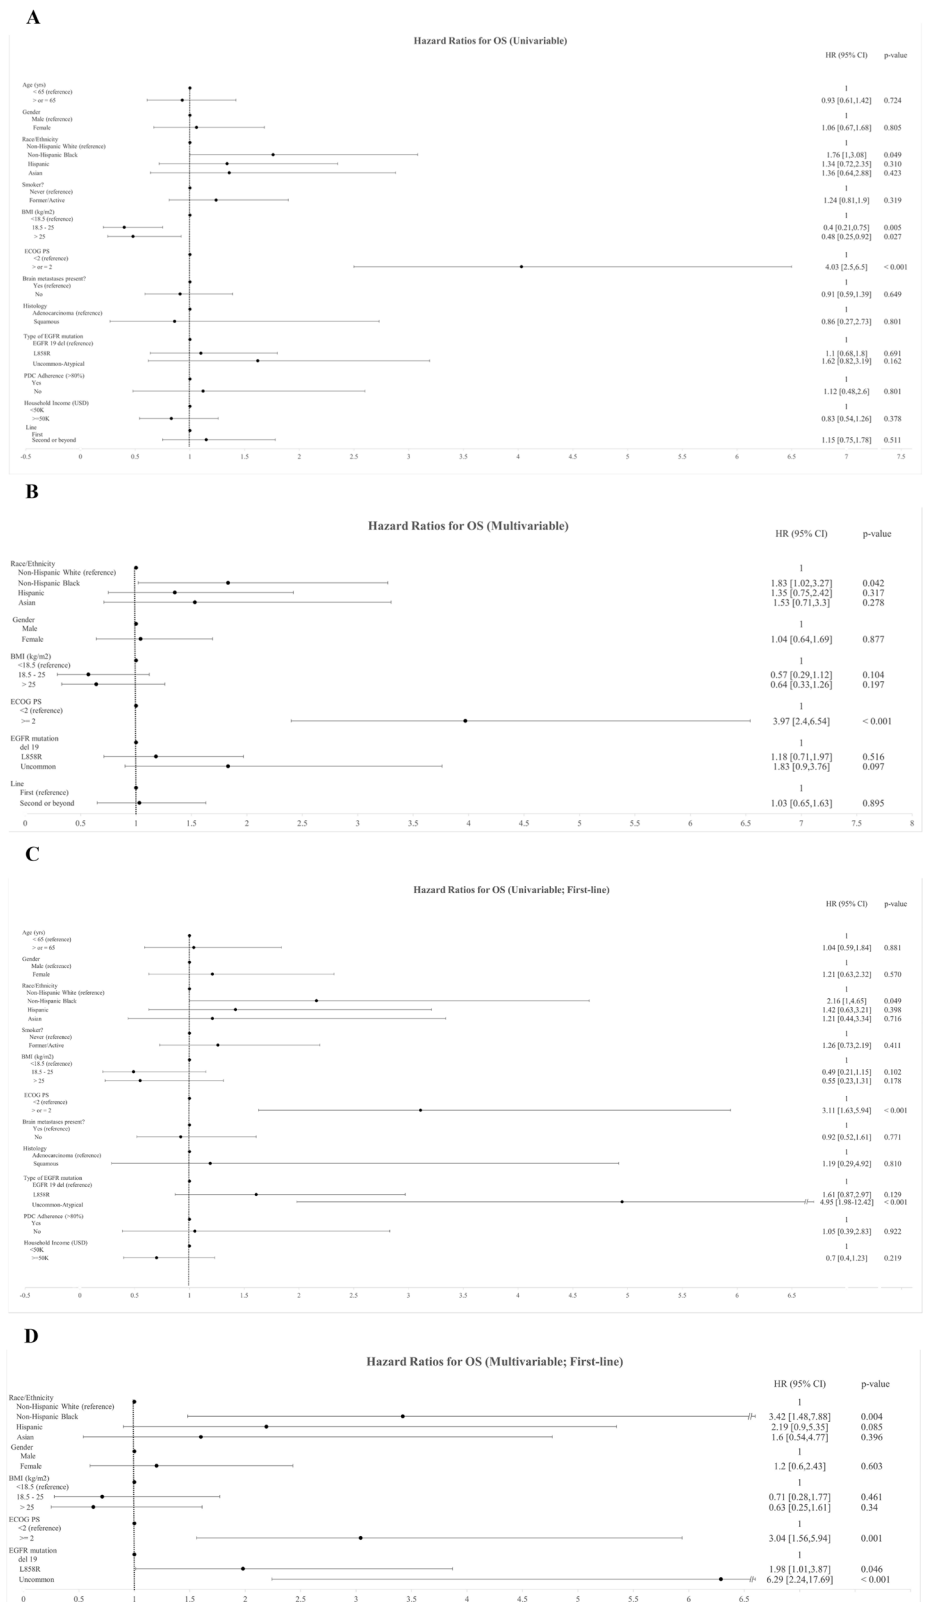 A
Hazard Ratios for OS (Univariable)
HR (95% CI) p-value
Age (yrs)
< 65 (reference) 1
> or = 65 0.93 [0.61,1.42] 0.724
Gender
Male (reference) 1
Female 1.06 [0.67,1.68] 0.805
Race/Ethnicity
Non-Hispanic White (reference) 1
Non-Hispanic Black 1.76 [1,3.08] 0.049
Hispanic 1.34 [0.72,2.35] 0.310
Asian 1.36 [0.64,2.88] 0.423
Smoker?
Never (reference) 1
Former/Active 1.24 [0.81,1.9] 0.319
BMI (kg/m2)
<18.5 (reference) 1
18.5 - 25 0.4 [0.21,0.75] 0.005
> 25 0.48 [0.25,0.92] 0.027
ECOG PS
<2 (reference) 1
> or = 2 4.03 [2.5,6.5] < 0.001
Brain metastases present?
Yes (reference) 1
No 0.91 [0.59,1.39] 0.649
Histology
Adenocarcinoma (reference) 1
Squamous 0.86 [0.27,2.73] 0.801
Type of EGFR mutation
EGFR 19 del (reference) 1
L858R 1.1 [0.68,1.8] 0.691
Uncommon-Atypical 1.62 [0.82,3.19] 0.162
PDC Adherence (>80%)
Yes 1
No 1.12 [0.48,2.6] 0.801
Household Income (USD)
<50K 1
>=50K 0.83 [0.54,1.26] 0.378
Line
First 1
Second or beyond 1.15 [0.75,1.78] 0.511
-0.5 0 0.5 1 1.5 2 2.5 3 3.5 4 4.5 5 5.5 6 6.5 7 7.5
B
Hazard Ratios for OS (Multivariable)
HR (95% CI) p-value
Race/Ethnicity
Non-Hispanic White (reference) 1
Non-Hispanic Black 1.83 [1.02,3.27] 0.042
Hispanic 1.35 [0.75,2.42] 0.317
Asian 1.53 [0.71,3.3] 0.278
Gender
Male 1
Female 1.04 [0.64,1.69] 0.877
BMI (kg/m2)
<18.5 (reference) 1
18.5 - 25 0.57 [0.29,1.12] 0.104
> 25 0.64 [0.33,1.26] 0.197
ECOG PS
<2 (reference) 1
>= 2 3.97 [2.4,6.54] < 0.001
EGFR mutation
del 19 1
L858R 1.18 [0.71,1.97] 0.516
Uncommon 1.83 [0.9,3.76] 0.097
Line
First (reference) 1
Second or beyond 1.03 [0.65,1.63] 0.895
0 0.5 1 1.5 2 2.5 3 3.5 4 4.5 5 5.5 6 6.5 7 7.5 8
C
Hazard Ratios for OS (Univariable; First-line)
HR (95% CI) p-value
Age (yrs)
< 65 (reference) 1
> or = 65 1.04 [0.59,1.84] 0.881
Gender
Male (reference) 1
Female 1.21 [0.63,2.32] 0.570
Race/Ethnicity
Non-Hispanic White (reference) 1
Non-Hispanic Black 2.16 [1,4.65] 0.049
Hispanic 1.42 [0.63,3.21] 0.398
Asian 1.21 [0.44,3.34] 0.716
Smoker?
Never (reference) 1
Former/Active 1.26 [0.73,2.19] 0.411
BMI (kg/m2)
<18.5 (reference) 1
18.5 - 25 0.49 [0.21,1.15] 0.102
> 25 0.55 [0.23,1.31] 0.178
ECOG PS
<2 (reference) 1
> or = 2 3.11 [1.63,5.94] < 0.001
Brain metastases present?
Yes (reference) 1
No 0.92 [0.52,1.61] 0.771
Histology
Adenocarcinoma (reference) 1
Squamous 1.19 [0.29,4.92] 0.810
Type of EGFR mutation
EGFR 19 del (reference) 1
L858R 1.61 [0.87,2.97] 0.129
Uncommon-Atypical 4.95 [1.98-12.42] < 0.001
PDC Adherence (>80%)
Yes 1
No 1.05 [0.39,2.83] 0.922
Household Income (USD)
<50K 1
>=50K 0.7 [0.4,1.23] 0.219
-0.5 0 0.5 1 1.5 2 2.5 3 3.5 4 4.5 5 5.5 6 6.5
D
Hazard Ratios for OS (Multivariable; First-line)
HR (95% CI) p-value
Race/Ethnicity
Non-Hispanic White (reference) 1
Non-Hispanic Black 3.42 [1.48,7.88] 0.004
Hispanic 2.19 [0.9,5.35] 0.085
Asian 1.6 [0.54,4.77] 0.396
Gender
Male 1
Female 1.2 [0.6,2.43] 0.603
BMI (kg/m2)
<18.5 (reference) 1
18.5 - 25 0.71 [0.28,1.77] 0.461
> 25 0.63 [0.25,1.61] 0.34
ECOG PS
<2 (reference) 1
>= 2 3.04 [1.56,5.94] 0.001
EGFR mutation
del 19 1
L858R 1.98 [1.01,3.87] 0.046
Uncommon 6.29 [2.24,17.69] < 0.001
0 0.5 1 1.5 2 2.5 3 3.5 4 4.5 5 5.5 6 6.5